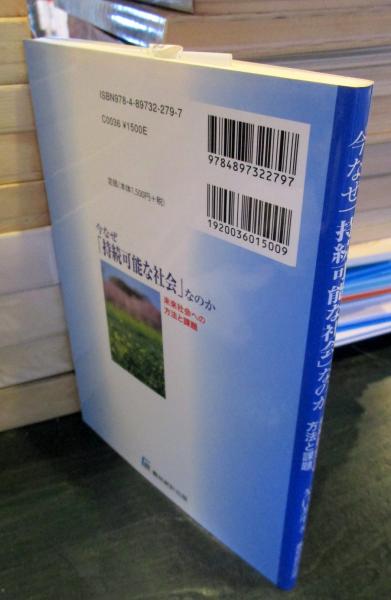 ISBN978-4-89732-279-7
C0036 ¥1500E
定価(本体1,500円+税)
9784897322797
1920036015009
今なぜ
「持続可能な社会」なのか
未来社会への
方法と課題
今なぜ「持続可能な社会」なのか
方法と課題